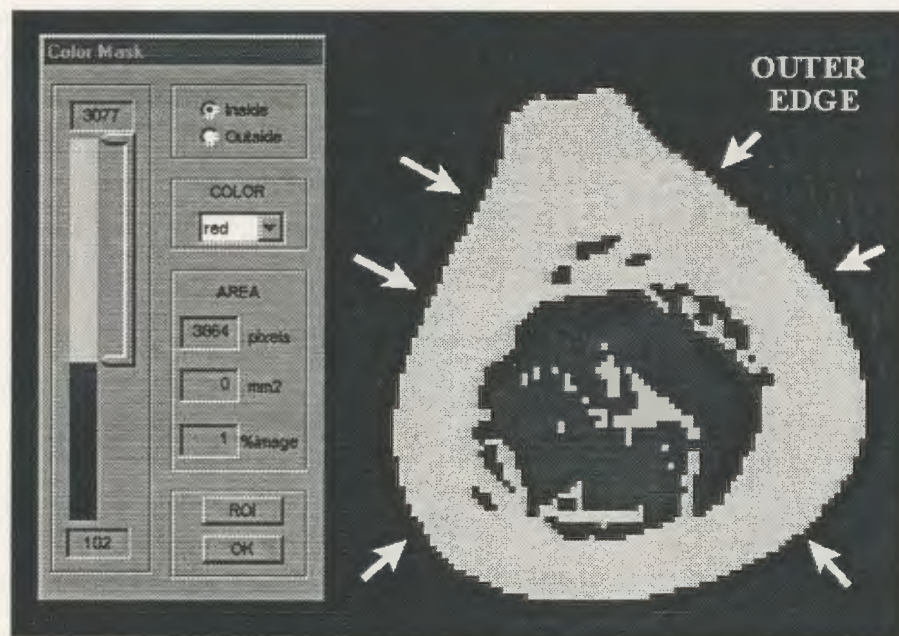 Color Mask
3077
102
Inside
Outside
COLOR
red
AREA
3864 pixels
0 mm2
1 %image
ROI
OK
OUTER
EDGE